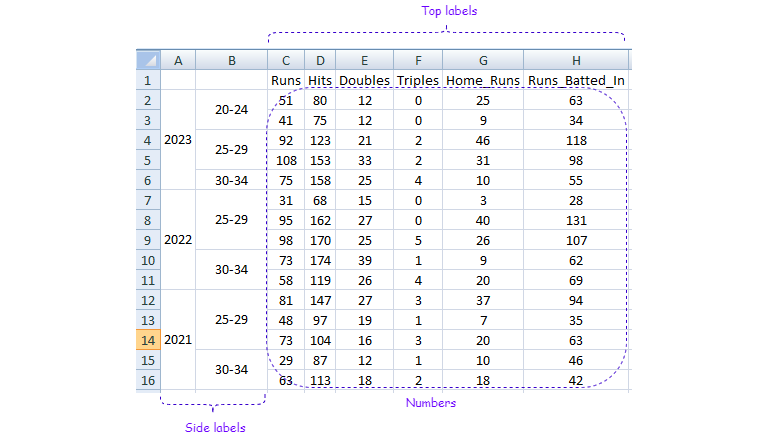 Top labels
A B C D E F G H
1 Runs Hits Doubles Triples Home_Runs Runs_Batted_In
2 20-24 51 80 12 0 25 63
3 41 75 12 0 9 34
4 2023 25-29 92 123 21 2 46 118
5 108 153 33 2 31 98
6 30-34 75 158 25 4 10 55
7 31 68 15 0 3 28
8 25-29 95 162 27 0 40 131
9 2022 98 170 25 5 26 107
10 30-34 73 174 39 1 9 62
11 58 119 26 4 20 69
12 81 147 27 3 37 94
13 25-29 48 97 19 1 7 35
14 2021 73 104 16 3 20 63
15 30-34 29 87 12 1 10 46
16 63 113 18 2 18 42
Numbers
Side labels